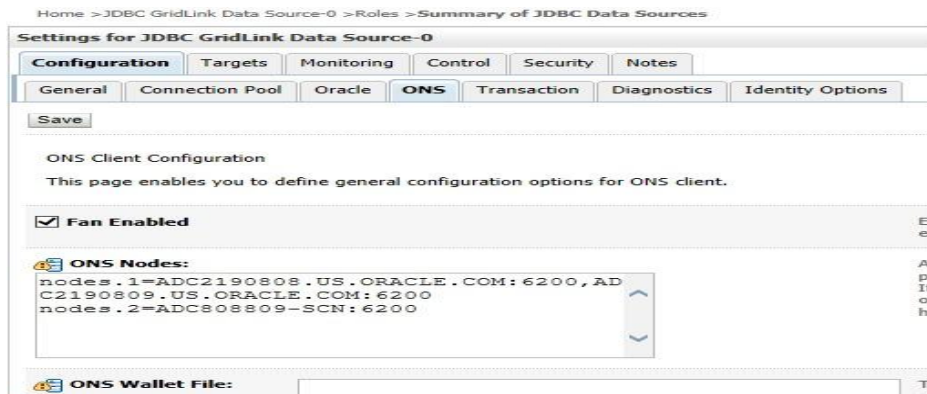 Home >JDBC GridLink Data Source-0 >Roles >Summary of JDBC Data Sources
Settings for JDBC GridLink Data Source-0
Configuration Targets Monitoring Control Security Notes
General Connection Pool Oracle ONS Transaction Diagnostics Identity Options
Save
ONS Client Configuration
This page enables you to define general configuration options for ONS client.
Fan Enabled
ONS Nodes:
nodes.1=ADC2190808.US.ORACLE.COM:6200,AD
C2190809.US.ORACLE.COM:6200
nodes.2=ADC808809-SCN:6200
ONS Wallet File: